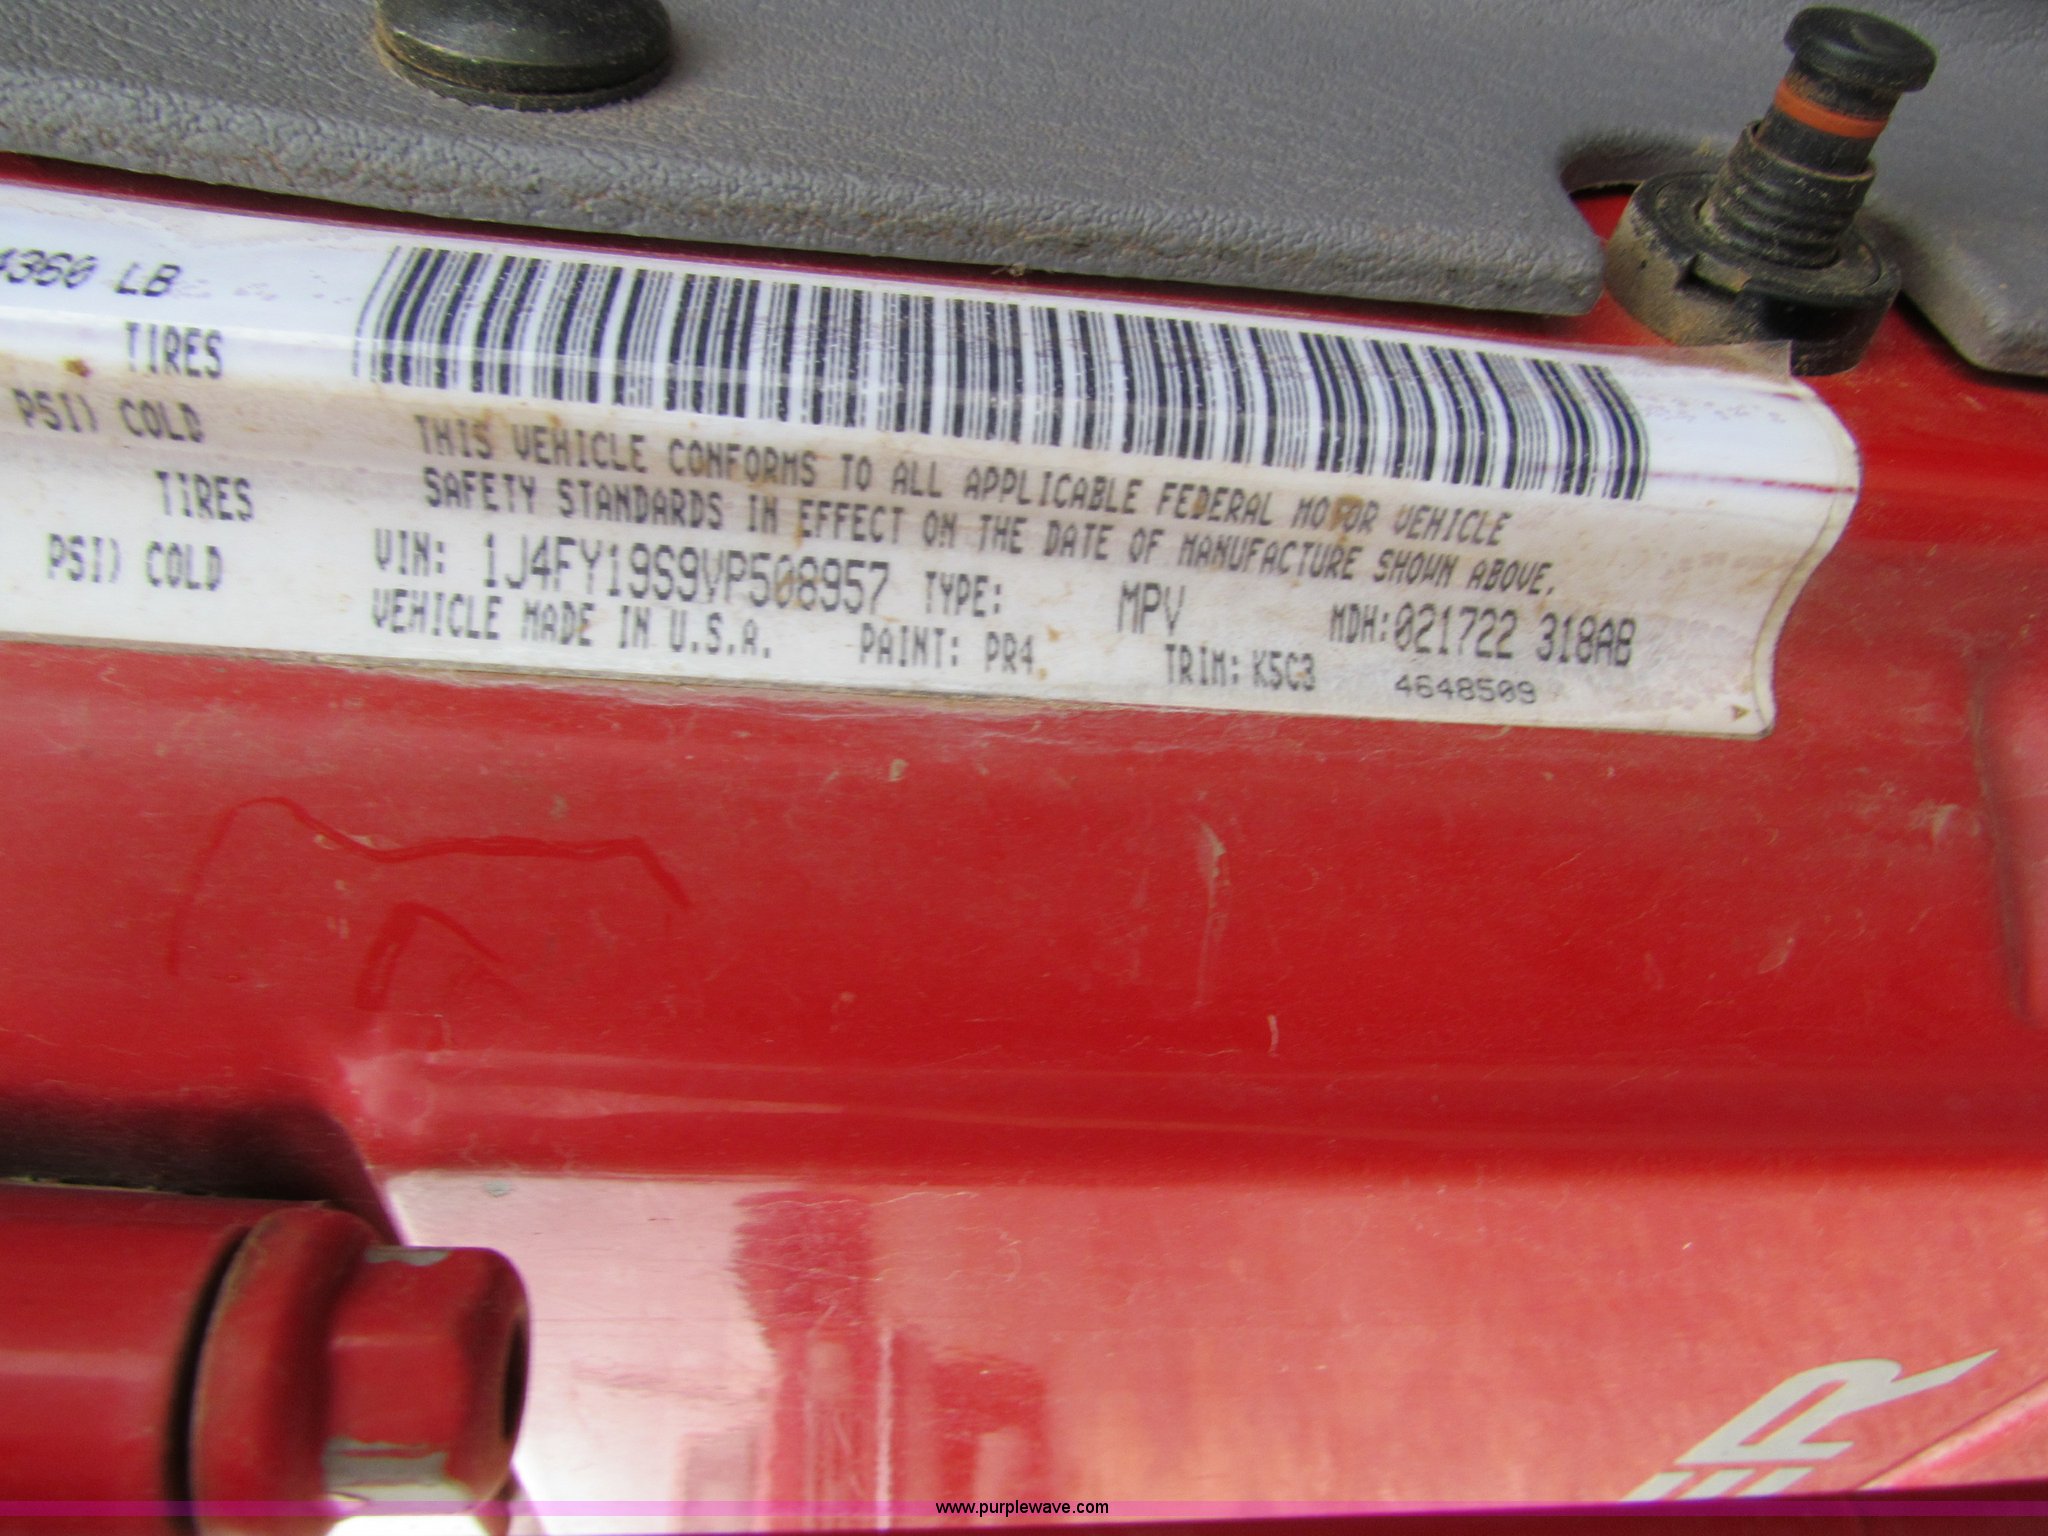 4360 LB
TIRES
PSI) COLD
TIRES
PSI) COLD
THIS VEHICLE CONFORMS TO ALL APPLICABLE FEDERAL MOTOR VEHICLE
SAFETY STANDARDS IN EFFECT ON THE DATE OF MANUFACTURE SHOWN ABOVE.
VIN: 1J4FY19S9VP508957 TYPE: MPV MDH:021722 318AB
VEHICLE MADE IN U.S.A. PAINT: PR4 TRIM: K5C3 4648509
ER
www.purplewave.com